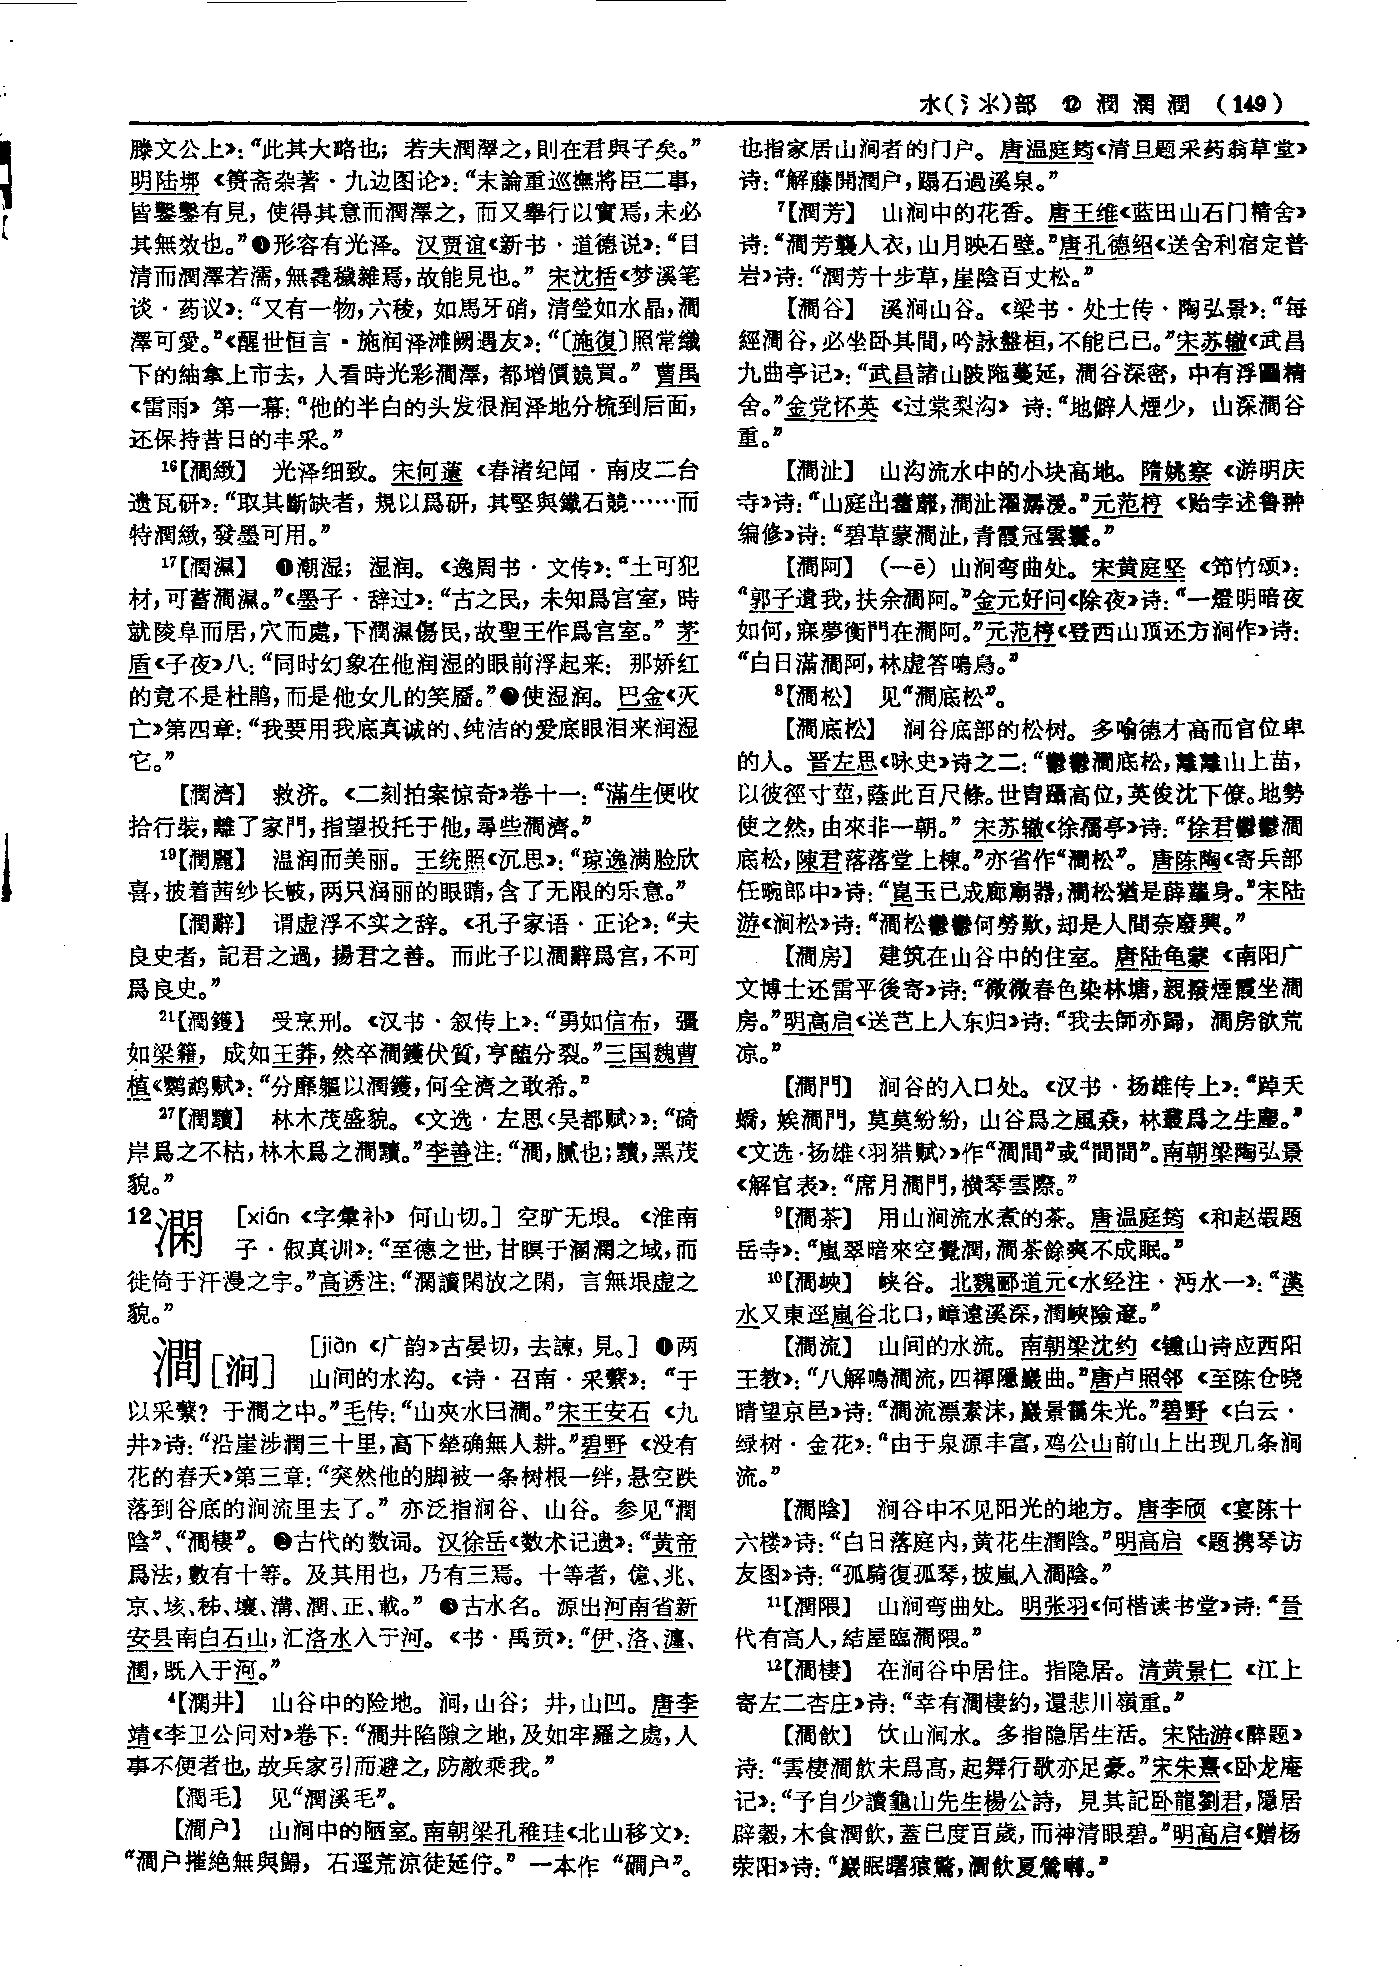 水(氵氺)部 ⑫ 潤澗澗 (149)
滕文公上》：“此其大略也；若夫潤澤之，則在君與子矣。”
明陆垹《篑斋杂著·九边图论》：“末論重巡撫將臣二事，
皆鑿鑿有見，使得其意而潤澤之，而又舉行以實焉，未必
其無效也。”❶形容有光泽。汉贾谊《新书·道德说》：“目
清而潤澤若濡，無毳穢雜焉，故能見也。”宋沈括《梦溪笔
谈·药议》：“又有一物，六稜，如馬牙硝，清瑩如水晶，潤
澤可愛。”《醒世恒言·施润泽滩阙遇友》：“〔施復〕照常織
下的紬拿上市去，人看時光彩潤澤，都增價競買。”曹禺
《雷雨》第一幕：“他的半白的头发很润泽地分梳到后面，
还保持昔日的丰采。”
16【潤緻】 光泽细致。宋何薳《春渚纪闻·南皮二台
遗瓦研》：“取其斷缺者，規以爲研，其堅與鐵石競……而
特潤緻，發墨可用。”
17【潤濕】 ❶潮湿；湿润。《逸周书·文传》：“土可犯
材，可蓄潤濕。”《墨子·辞过》：“古之民，未知爲宫室，時
就陵阜而居，穴而處，下潤濕傷民，故聖王作爲宫室。”茅
盾《子夜》八：“同时幻象在他润湿的眼前浮起来：那娇红
的竟不是杜鹃，而是他女儿的笑靥。”❷使湿润。巴金《灭
亡》第四章：“我要用我底真诚的、纯洁的爱底眼泪来润湿
它。”
【潤濟】 救济。《二刻拍案惊奇》卷十一：“滿生便收
拾行裝，離了家門，指望投托于他，尋些潤濟。”
19【潤麗】 温润而美丽。王统照《沉思》：“琼逸满脸欣
喜，披着茜纱长帔，两只润丽的眼睛，含了无限的乐意。”
【潤辭】 谓虚浮不实之辞。《孔子家语·正论》：“夫
良史者，記君之過，揚君之善。而此子以潤辭爲官，不可
爲良史。”
21【潤鑊】 受烹刑。《汉书·叙传上》：“勇如信布，彊
如梁籍，成如王莽，然卒潤鑊伏質，亨醢分裂。”三国魏曹
植《鹦鹉赋》：“分靡軀以潤鑊，何全濟之敢希。”
27【潤黷】 林木茂盛貌。《文选·左思〈吴都赋〉》：“碕
岸爲之不枯，林木爲之潤黷。”李善注：“潤，膩也；黷，黑茂
貌。”
12 澖 [xián《字彙补》何山切。] 空旷无垠。《淮南
子·俶真训》：“至德之世，甘瞑于溷澖之域，而
徙倚于汗漫之宇。”高诱注：“澖讀閑放之閑，言無垠虚之
貌。”
澗[涧] [jiàn《广韵》古晏切，去諫，見。] ❶两
山间的水沟。《诗·召南·采蘩》：“于
以采蘩？于澗之中。”毛传：“山夾水曰澗。”宋王安石《九
井》诗：“沿崖涉澗三十里，高下犖确無人耕。”碧野《没有
花的春天》第三章：“突然他的脚被一条树根一绊，悬空跌
落到谷底的涧流里去了。”亦泛指涧谷、山谷。参见“澗
陰”、“澗棲”。❷古代的数词。汉徐岳《数术记遗》：“黄帝
爲法，數有十等。及其用也，乃有三焉。十等者，億、兆、
京、垓、秭、壤、溝、澗、正、載。”❸古水名。源出河南省新
安县南白石山，汇洛水入于河。《书·禹贡》：“伊、洛、瀍、
澗，既入于河。”
4【澗井】 山谷中的险地。涧，山谷；井，山凹。唐李
靖《李卫公问对》卷下：“澗井陷隙之地，及如牢羅之處，人
事不便者也，故兵家引而避之，防敵乘我。”
【澗毛】 见“澗溪毛”。
【澗户】 山涧中的陋室。南朝梁孔稚珪《北山移文》：
“澗户摧絶無與歸，石逕荒涼徒延佇。”一本作“磵户”。
也指家居山涧者的门户。唐温庭筠《清旦题采药翁草堂》
诗：“解藤開澗户，蹋石過溪泉。”
7【澗芳】 山涧中的花香。唐王维《蓝田山石门精舍》
诗：“澗芳襲人衣，山月映石壁。”唐孔德绍《送舍利宿定普
岩》诗：“澗芳十步草，崖陰百丈松。”
【澗谷】 溪涧山谷。《梁书·处士传·陶弘景》：“每
經澗谷，必坐卧其間，吟詠盤桓，不能已已。”宋苏辙《武昌
九曲亭记》：“武昌諸山陂陁蔓延，澗谷深密，中有浮圖精
舍。”金党怀英《过棠梨沟》诗：“地僻人煙少，山深澗谷
重。”
【澗沚】 山沟流水中的小块高地。隋姚察《游明庆
寺》诗：“山庭出藿蘼，澗沚濯潺湲。”元范梈《贻孛述鲁翀
编修》诗：“碧草蒙澗沚，青霞冠雲鬟。”
【澗阿】 (—ē) 山涧弯曲处。宋黄庭坚《筇竹颂》：
“郭子遺我，扶余澗阿。”金元好问《除夜》诗：“一燈明暗夜
如何，寐夢衡門在澗阿。”元范梈《登西山顶还方涧作》诗：
“白日滿澗阿，林虚答鳴鳥。”
8【澗松】 见“澗底松”。
【澗底松】 涧谷底部的松树。多喻德才高而官位卑
的人。晋左思《咏史》诗之二：“鬱鬱澗底松，離離山上苗，
以彼徑寸莖，蔭此百尺條。世胄躡高位，英俊沈下僚。地勢
使之然，由來非一朝。”宋苏辙《徐孺亭》诗：“徐君鬱鬱澗
底松，陳君落落堂上棟。”亦省作“澗松”。唐陈陶《寄兵部
任畹郎中》诗：“崑玉已成廊廟器，澗松猶是薜蘿身。”宋陆
游《涧松》诗：“澗松鬱鬱何勞歎，却是人間奈廢興。”
【澗房】 建筑在山谷中的住室。唐陆龟蒙《南阳广
文博士还雷平後寄》诗：“微微春色染林塘，親撥煙霞坐澗
房。”明高启《送芑上人东归》诗：“我去師亦歸，澗房欲荒
凉。”
【澗門】 涧谷的入口处。《汉书·扬雄传上》：“踔夭
蟜，娭澗門，莫莫紛紛，山谷爲之風猋，林叢爲之生塵。”
《文选·扬雄〈羽猎赋〉》作“澗間”或“間間”。南朝梁陶弘景
《解官表》：“席月澗門，横琴雲際。”
9【澗茶】 用山涧流水煮的茶。唐温庭筠《和赵嘏题
岳寺》：“嵐翠暗來空覺潤，澗茶餘爽不成眠。”
10【澗峽】 峡谷。北魏郦道元《水经注·沔水一》：“漢
水又東逕嵐谷北口，嶂遠溪深，澗峽險邃。”
【澗流】 山间的水流。南朝梁沈约《锺山诗应西阳
王教》：“八解鳴澗流，四禪隱巖曲。”唐卢照邻《至陈仓晓
晴望京邑》诗：“澗流漂素沫，巖景靄朱光。”碧野《白云·
绿树·金花》：“由于泉源丰富，鸡公山前山上出现几条涧
流。”
【澗陰】 涧谷中不见阳光的地方。唐李颀《宴陈十
六楼》诗：“白日落庭内，黄花生澗陰。”明高启《题携琴访
友图》诗：“孤騎復孤琴，披嵐入澗陰。”
11【澗隈】 山涧弯曲处。明张羽《何楷读书堂》诗：“晉
代有高人，結屋臨澗隈。”
12【澗棲】 在涧谷中居住。指隐居。清黄景仁《江上
寄左二杏庄》诗：“幸有澗棲約，還悲川嶺重。”
【澗飲】 饮山涧水。多指隐居生活。宋陆游《醉题》
诗：“雲棲澗飲未爲高，起舞行歌亦足豪。”宋朱熹《卧龙庵
记》：“予自少讀龜山先生楊公詩，見其記卧龍劉君，隱居
辟穀，木食澗飲，蓋已度百歲，而神清眼碧。”明高启《赠杨
荥阳》诗：“巖眠曙猿驚，澗飲夏鶯囀。”